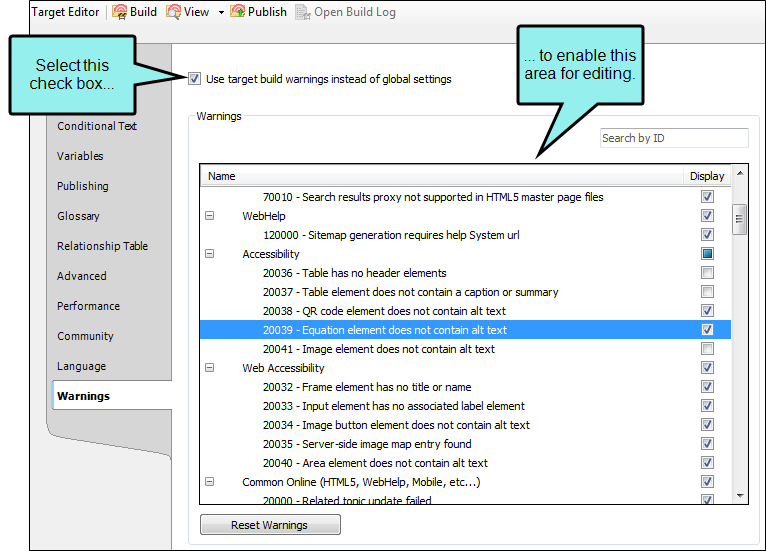 Target Editor Build View Publish Open Build Log
Select this
check box...
... to enable this
area for editing.
Use target build warnings instead of global settings
Conditional Text
Variables
Publishing
Glossary
Relationship Table
Advanced
Performance
Community
Language
Warnings
Warnings
Search by ID
Name Display
70010 - Search results proxy not supported in HTML5 master page files
WebHelp
120000 - Sitemap generation requires help System url
Accessibility
20036 - Table has no header elements
20037 - Table element does not contain a caption or summary
20038 - QR code element does not contain alt text
20039 - Equation element does not contain alt text
20041 - Image element does not contain alt text
Web Accessibility
20032 - Frame element has no title or name
20033 - Input element has no associated label element
20034 - Image button element does not contain alt text
20035 - Server-side image map entry found
20040 - Area element does not contain alt text
Common Online (HTML5, WebHelp, Mobile, etc...)
20000 - Related topic update failed
Reset Warnings